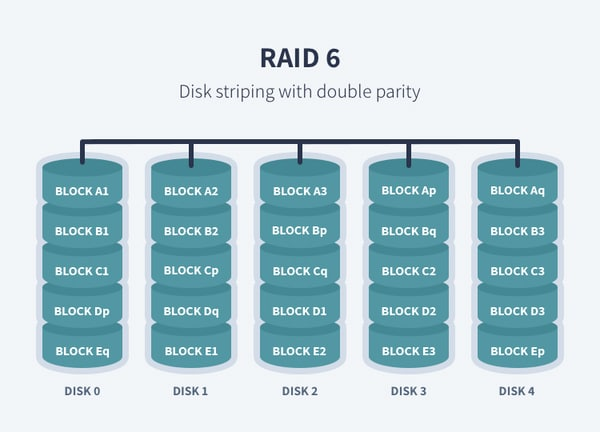 RAID 6
Disk striping with double parity
BLOCK A1 BLOCK A2 BLOCK A3 BLOCK Ap BLOCK Aq
BLOCK B1 BLOCK B2 BLOCK Bp BLOCK Bq BLOCK B3
BLOCK C1 BLOCK Cp BLOCK Cq BLOCK C2 BLOCK C3
BLOCK Dp BLOCK Dq BLOCK D1 BLOCK D2 BLOCK D3
BLOCK Eq BLOCK E1 BLOCK E2 BLOCK E3 BLOCK Ep
DISK 0 DISK 1 DISK 2 DISK 3 DISK 4